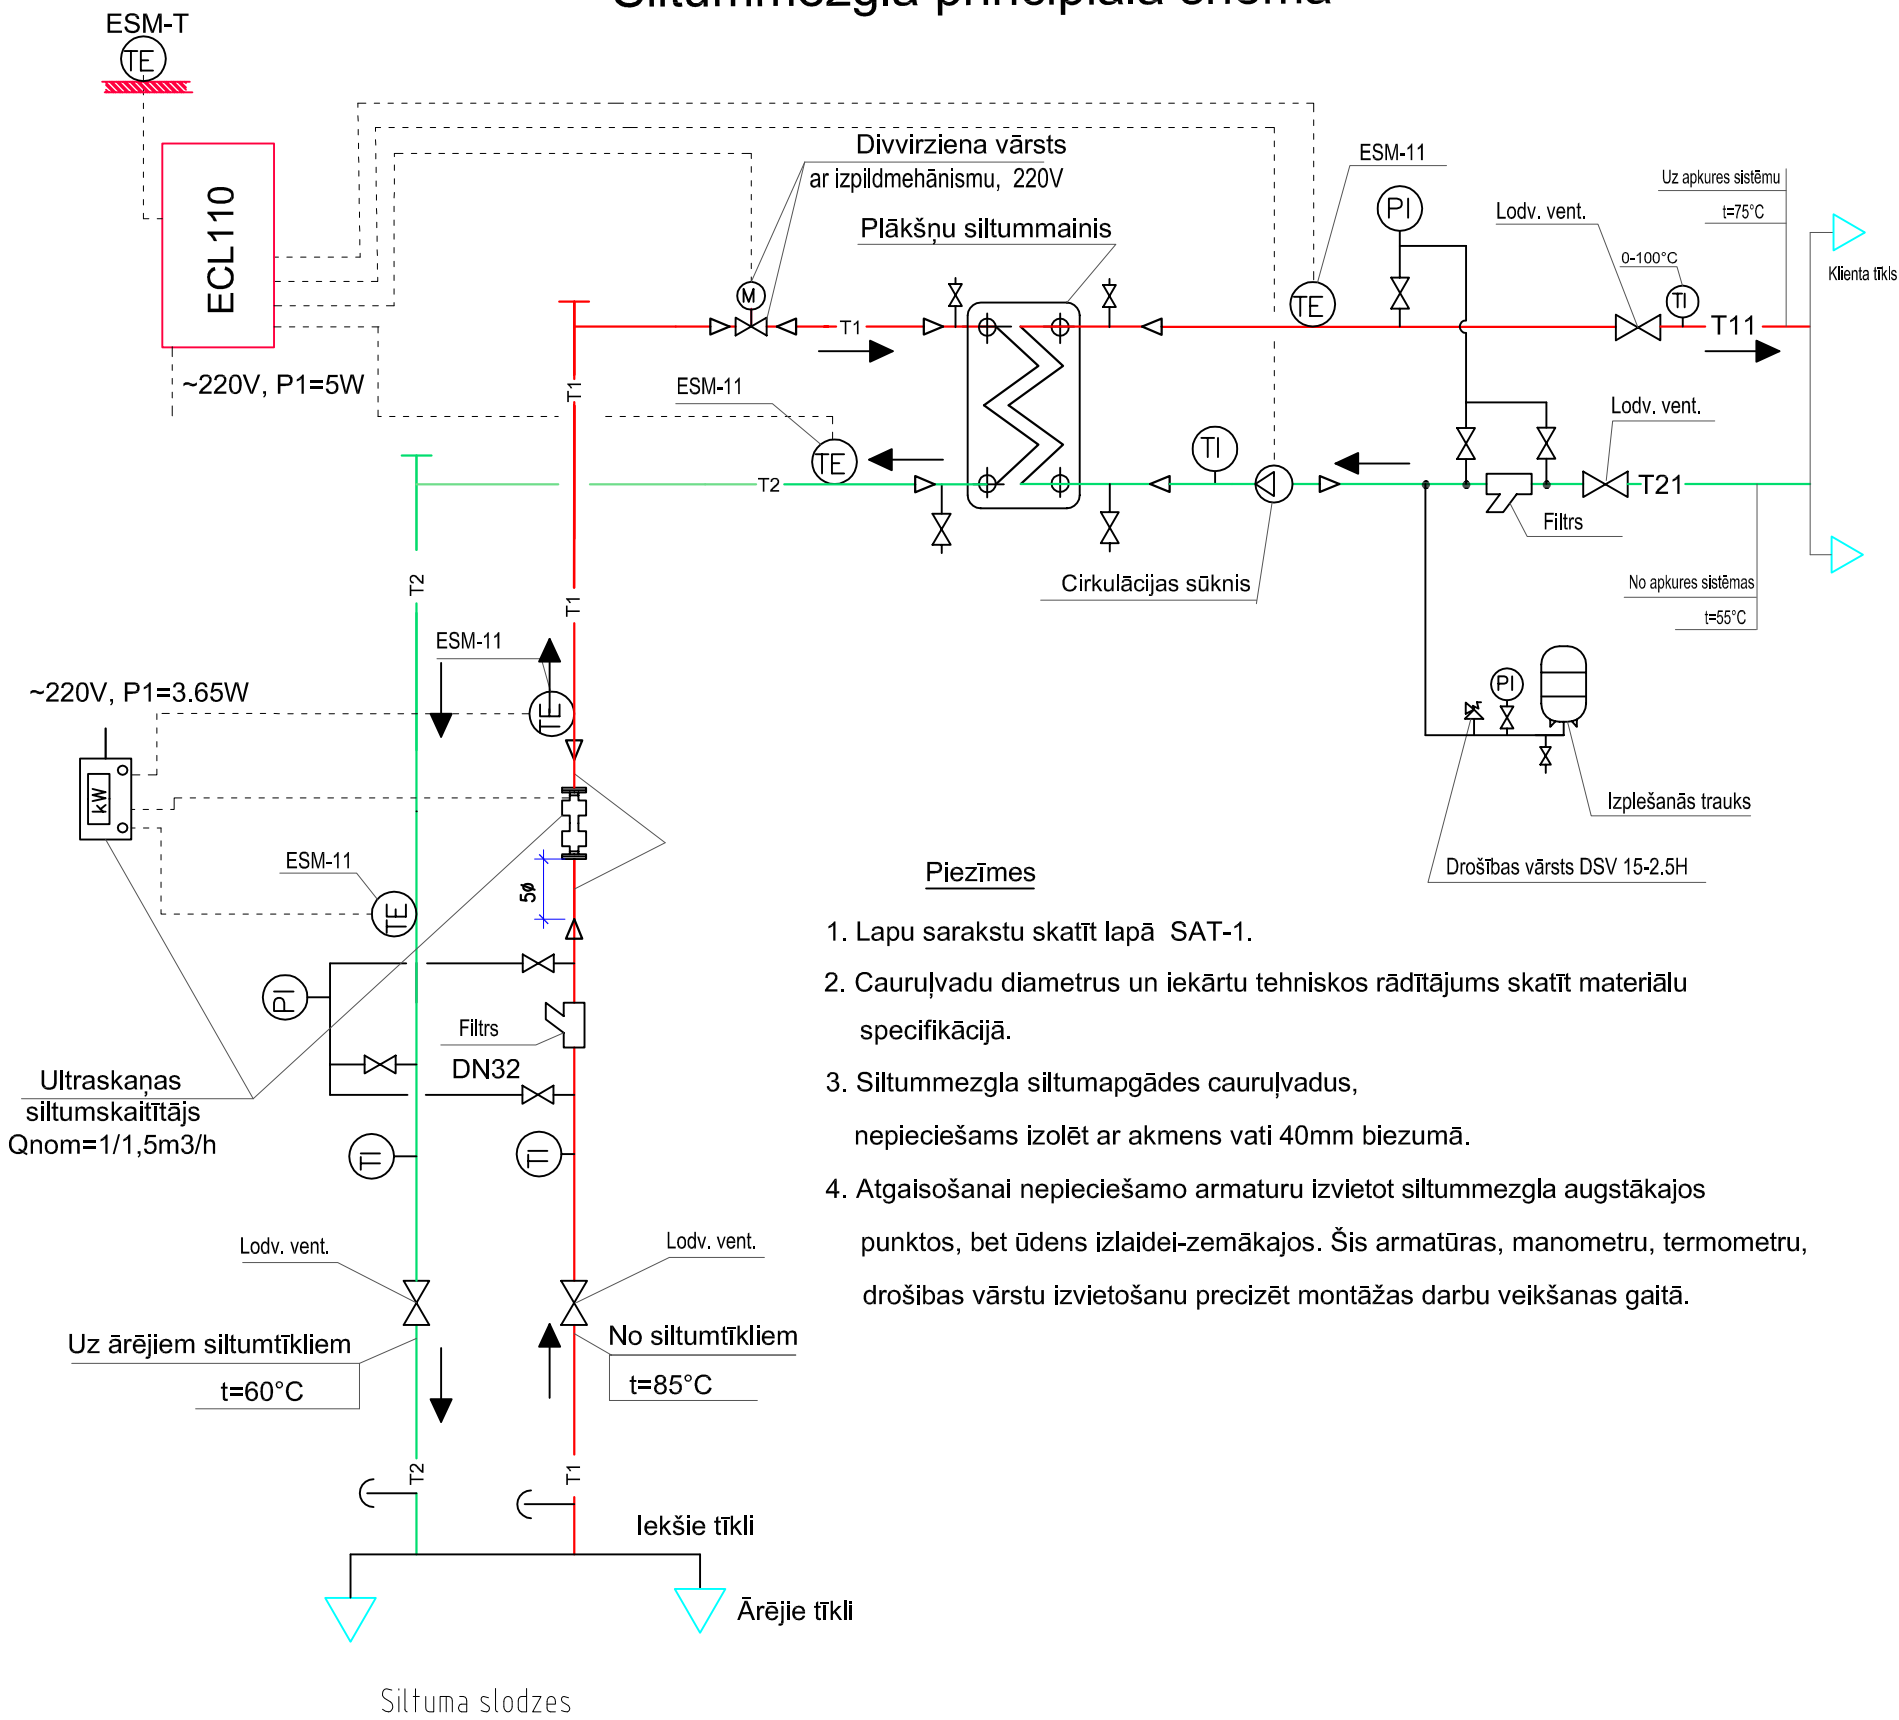 Siltummezgla principiālā shēma
ESM-T
TE
ECL110
~220V, P1=5W
Divvirziena vārsts
ar izpildmehānismu, 220V
Plākšņu siltummainis
ESM-11
PI
Lodv. vent.
Uz apkures sistēmu
t=75°C
0-100°C
Klienta tīkls
M
T1
TE
TI
T11
T1
ESM-11
TE
T2
TI
Lodv. vent.
T21
Filtrs
Cirkulācijas sūknis
No apkures sistēmas
t=55°C
T2
T1
ESM-11
TE
~220V, P1=3.65W
kW
PI
Izplešanās trauks
Drošības vārsts DSV 15-2.5H
ESM-11
TE
5ø
PI
Filtrs
DN32
Ultraskaņas
siltumskaitītājs
Qnom=1/1,5m3/h
TI
TI
Piezīmes
1. Lapu sarakstu skatīt lapā SAT-1.
2. Cauruļvadu diametrus un iekārtu tehniskos rādītājums skatīt materiālu
specifikācijā.
3. Siltummezgla siltumapgādes cauruļvadus,
nepieciešams izolēt ar akmens vati 40mm biezumā.
4. Atgaisošanai nepieciešamo armaturu izvietot siltummezgla augstākajos
punktos, bet ūdens izlaidei-zemākajos. Šis armatūras, manometru, termometru,
drošibas vārstu izvietošanu precizēt montāžas darbu veikšanas gaitā.
Lodv. vent.
Lodv. vent.
Uz ārējiem siltumtīkliem
t=60°C
No siltumtīkliem
t=85°C
T2
T1
Iekšie tīkli
Ārējie tīkli
Siltuma slodzes